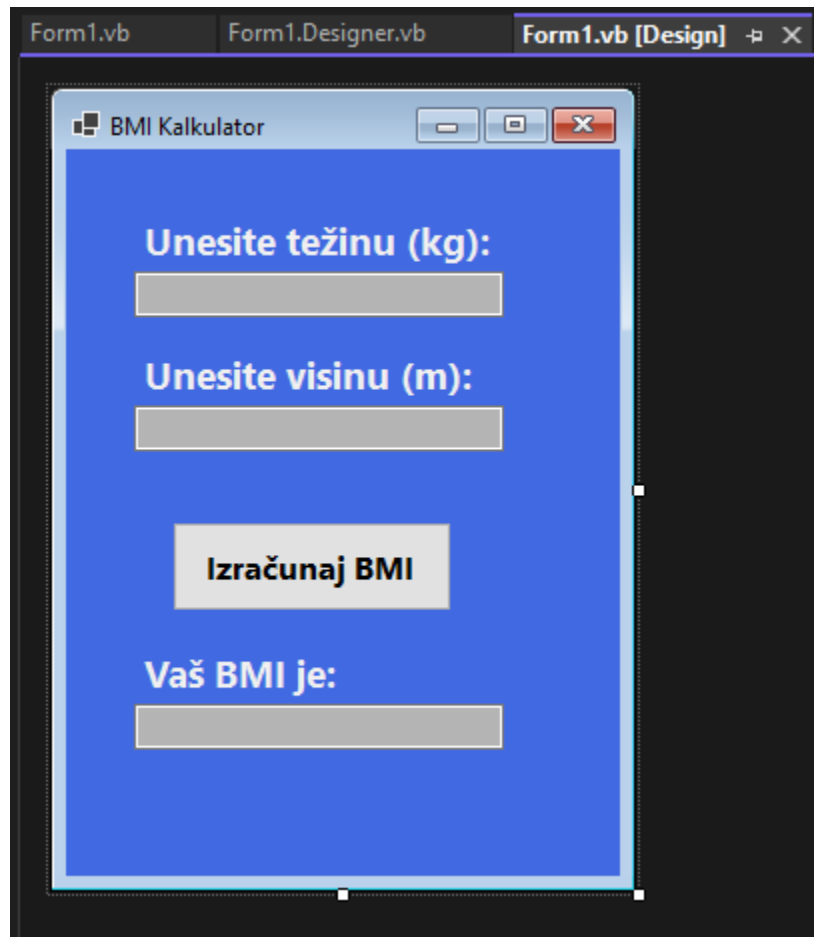 Form1.vb Form1.Designer.vb Form1.vb [Design]
BMI Kalkulator
Unesite težinu (kg):
Unesite visinu (m):
Izračunaj BMI
Vaš BMI je: